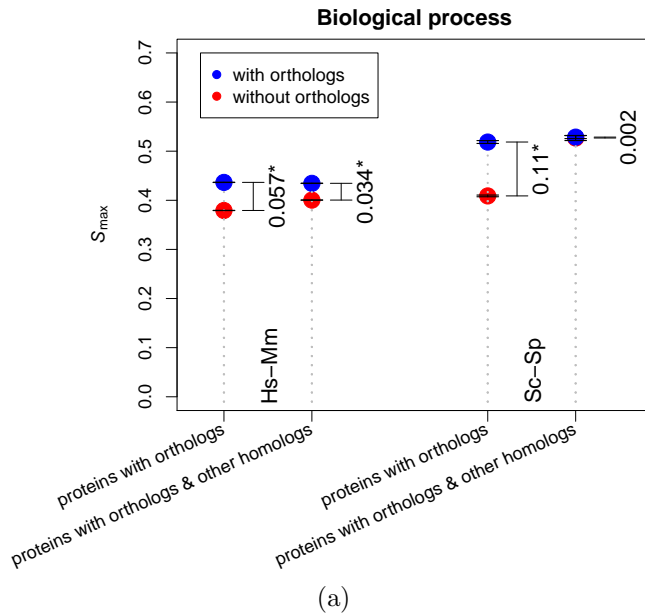 Biological process
with orthologs
without orthologs
S_max
0.7
0.6
0.5
0.4
0.3
0.2
0.1
0.0
0.057*
0.034*
0.11*
0.002
Hs−Mm
Sc−Sp
proteins with orthologs
proteins with orthologs & other homologs
proteins with orthologs
proteins with orthologs & other homologs
(a)